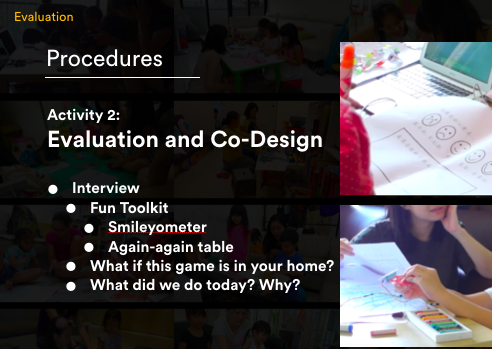 Evaluation
Procedures
Activity 2:
Evaluation and Co-Design
● Interview
● Fun Toolkit
● Smileyometer
● Again-again table
● What if this game is in your home?
● What did we do today? Why?